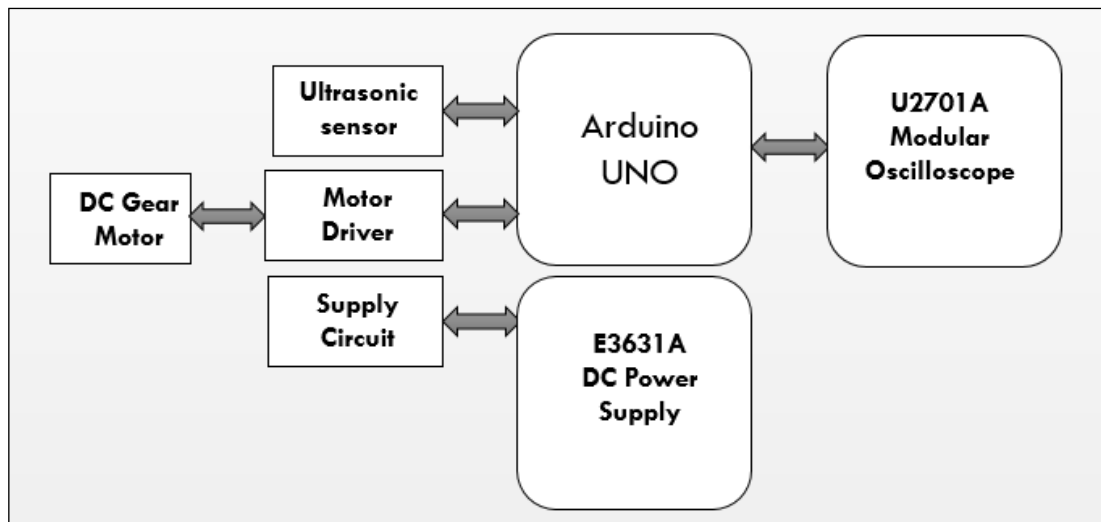 Ultrasonic
sensor
Arduino
UNO
U2701A
Modular
Oscilloscope
DC Gear
Motor
Motor
Driver
Supply
Circuit
E3631A
DC Power
Supply